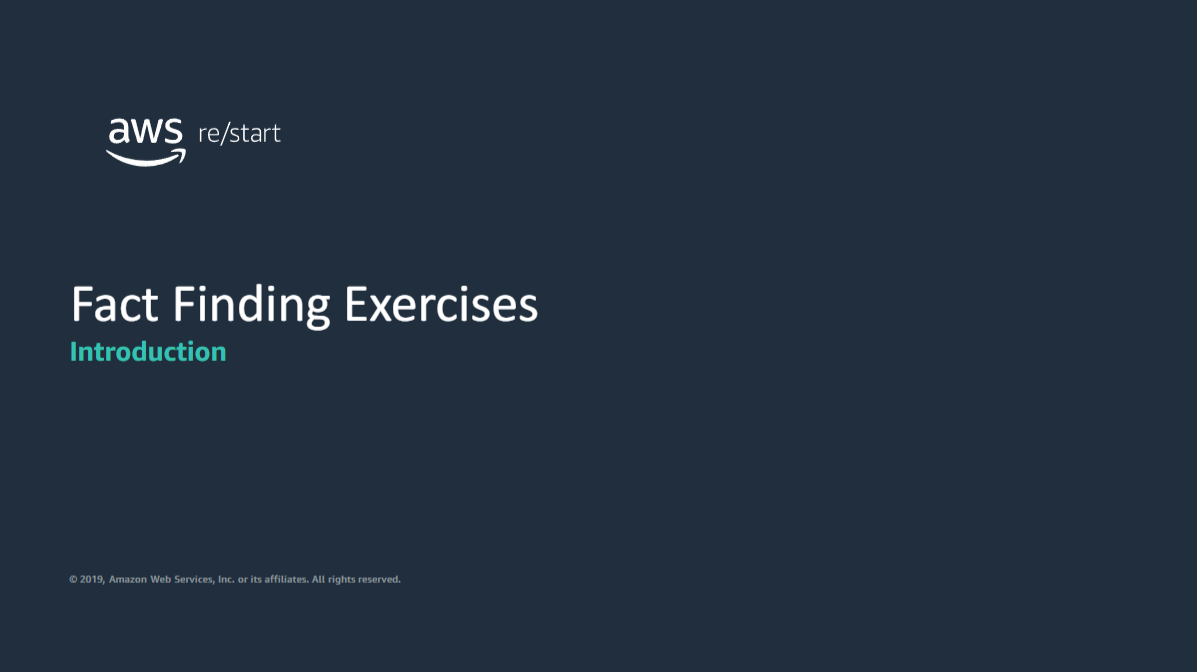 aws re/start
Fact Finding Exercises
Introduction
© 2019, Amazon Web Services, Inc. or its affiliates. All rights reserved.